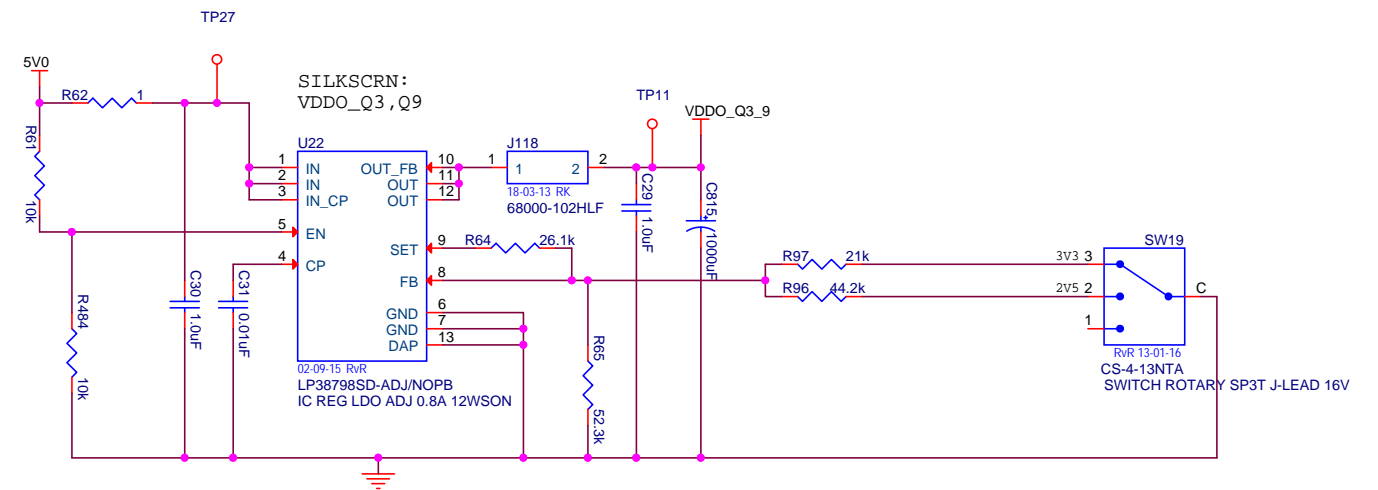 TP27
5V0
R62 1
SILKSCRN:
VDDO_Q3,Q9
TP11
VDDO_Q3_9
R61
10k
U22
1 IN
2 IN
3 IN_CP
5 EN
4 CP
OUT_FB 10
OUT 11
OUT 12
SET 9
FB 8
GND 6
GND 7
DAP 13
02-09-15 RvR
LP38798SD-ADJ/NOPB
IC REG LDO ADJ 0.8A 12WSON
J118
1 1 2 2
18-03-13 RK
68000-102HLF
C29
1.0uF
C815
1000uF
R64 26.1k
R97 21k
R96 44.2k
R484
10k
C30
1.0uF
C31
0.01uF
R65
52.3k
SW19
3V3 3
2V5 2
1
C
RvR 13-01-16
CS-4-13NTA
SWITCH ROTARY SP3T J-LEAD 16V